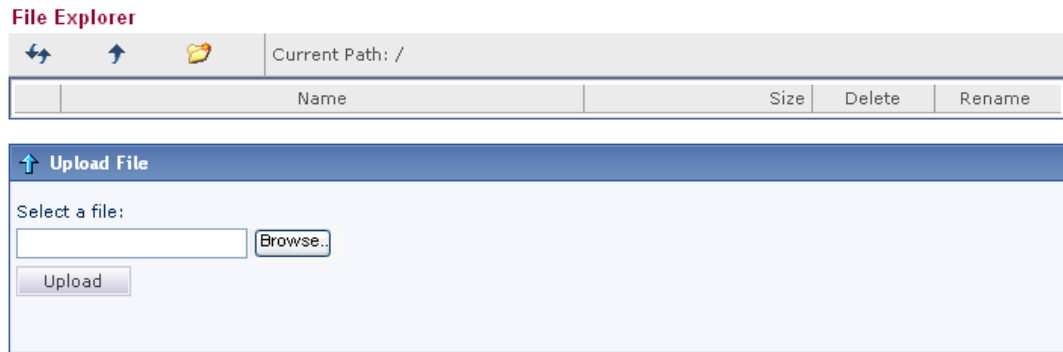 File Explorer
Current Path: /
Name Size Delete Rename
Upload File
Select a file:
Browse..
Upload